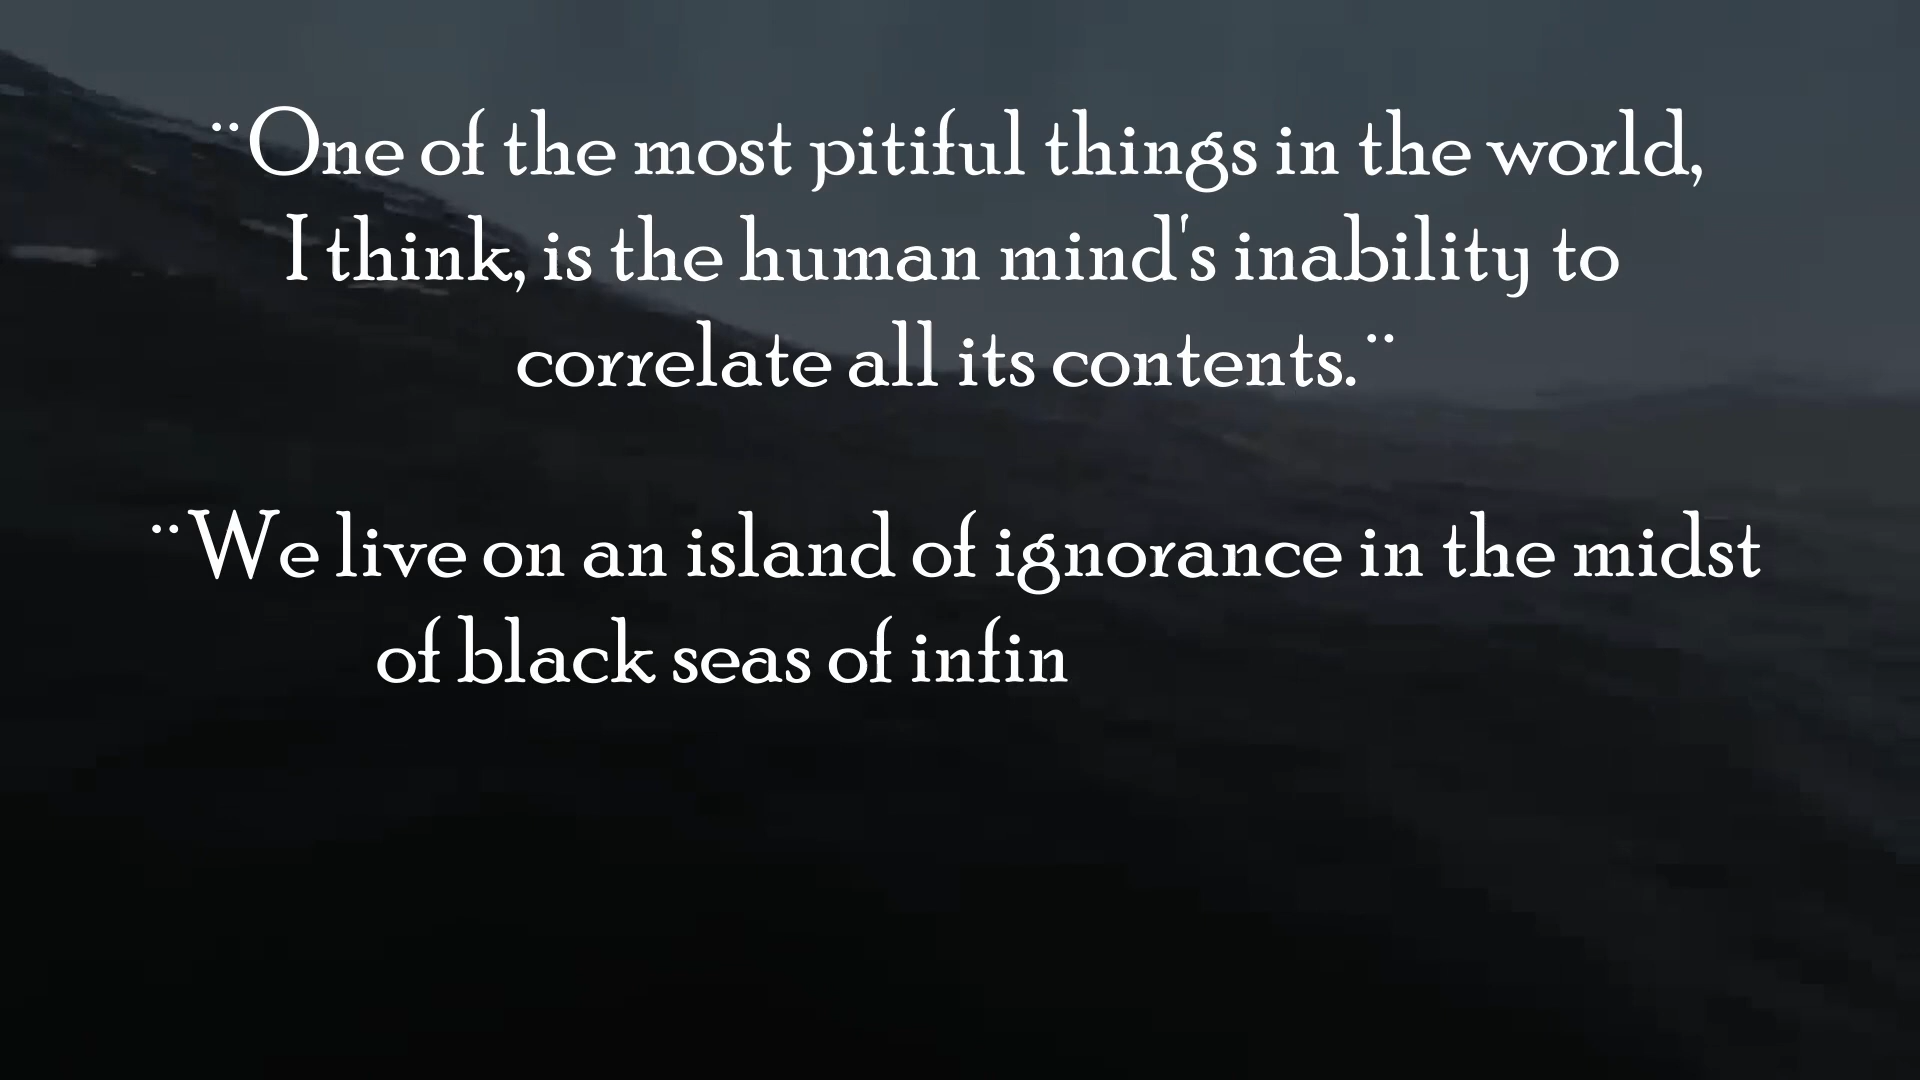 ¨One of the most pitiful things in the world,
I think, is the human mind's inability to
correlate all its contents.¨
¨We live on an island of ignorance in the midst
of black seas of infin